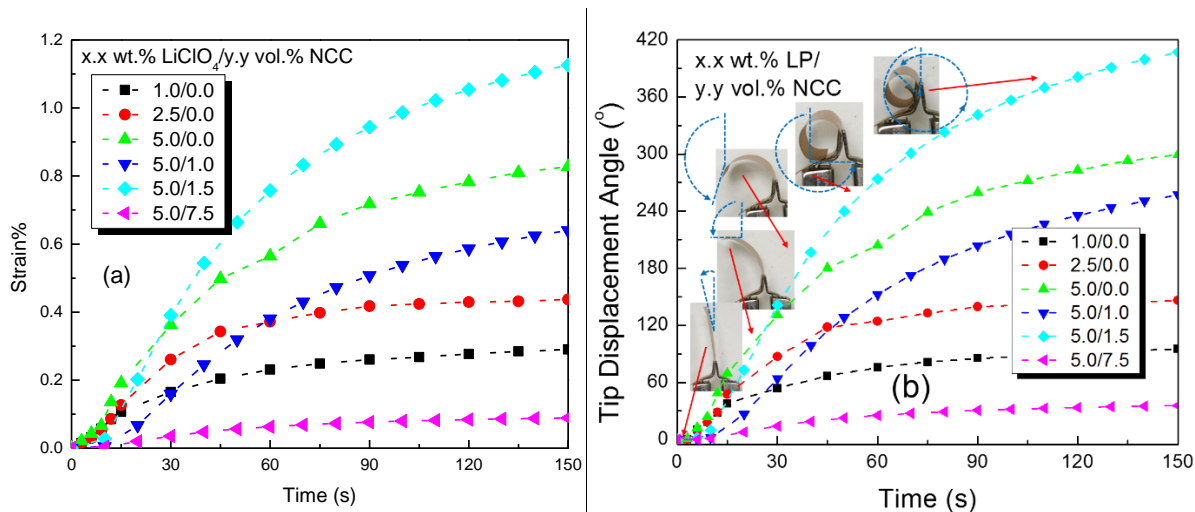 x.x wt.% LiClO₄/y.y vol.% NCC
1.0/0.0
2.5/0.0
5.0/0.0
5.0/1.0
5.0/1.5
5.0/7.5
(a)
Strain%
1.2
1.0
0.8
0.6
0.4
0.2
0.0
0 30 60 90 120 150
Time (s)
x.x wt.% LP/
y.y vol.% NCC
1.0/0.0
2.5/0.0
5.0/0.0
5.0/1.0
5.0/1.5
5.0/7.5
(b)
Tip Displacement Angle (°)
420
360
300
240
180
120
60
0
0 30 60 90 120 150
Time (s)